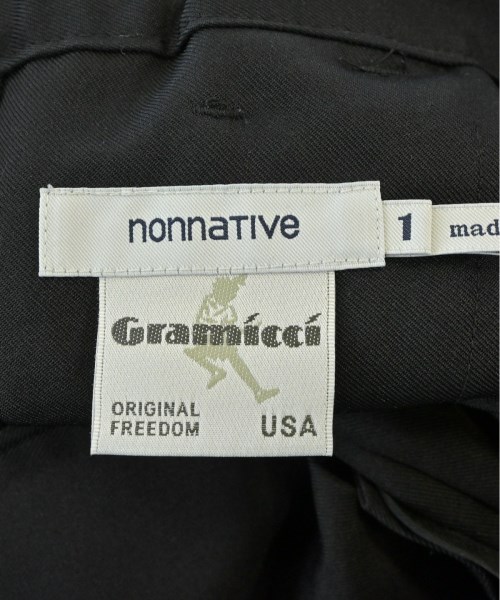 nonnative
1
mad
Gramicci
ORIGINAL
FREEDOM
USA